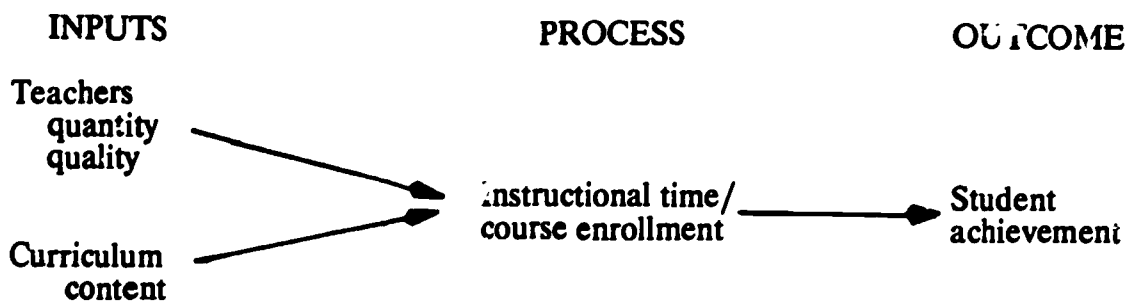 INPUTS
PROCESS
OUTCOME
Teachers
quantity
quality
Instructional time/
course enrollment
Student
achievement
Curriculum
content